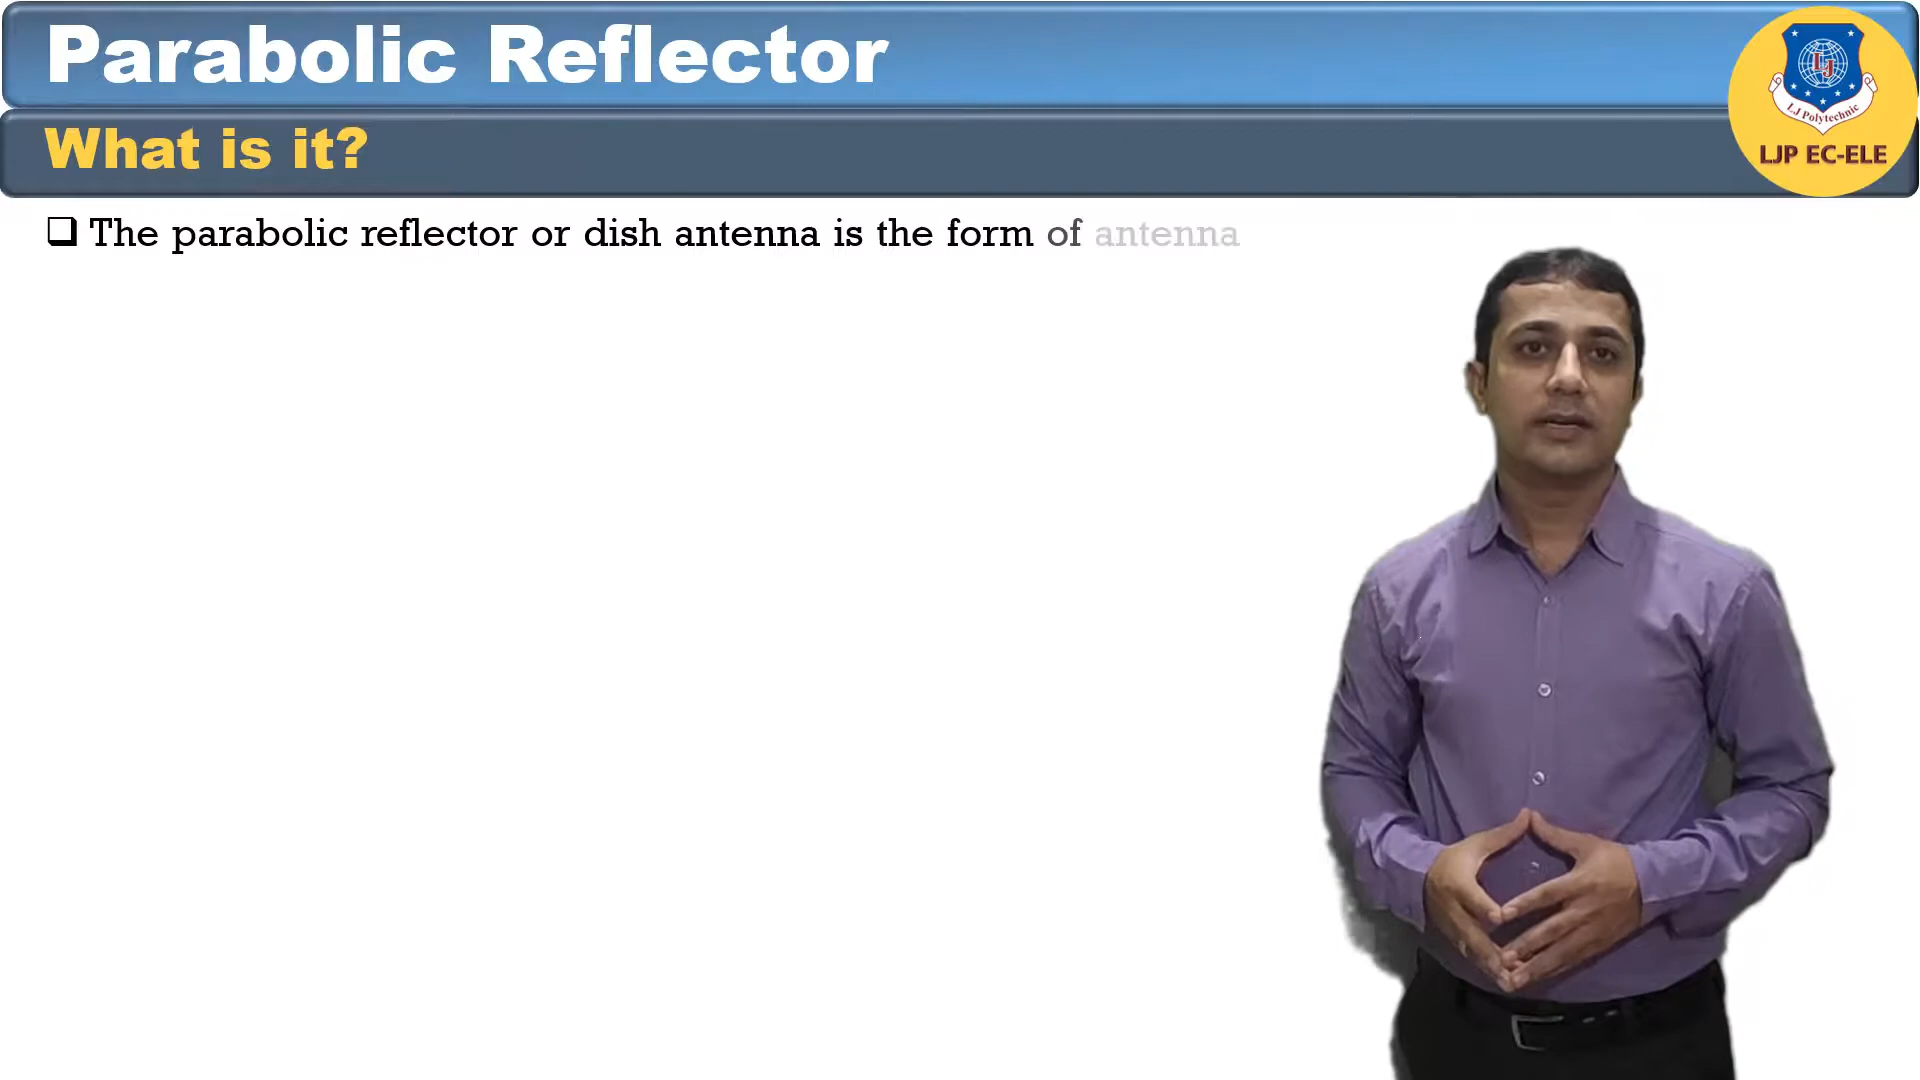 Parabolic Reflector
What is it?
The parabolic reflector or dish antenna is the form of antenna
LJ
LJ Polytechnic
LJP EC-ELE